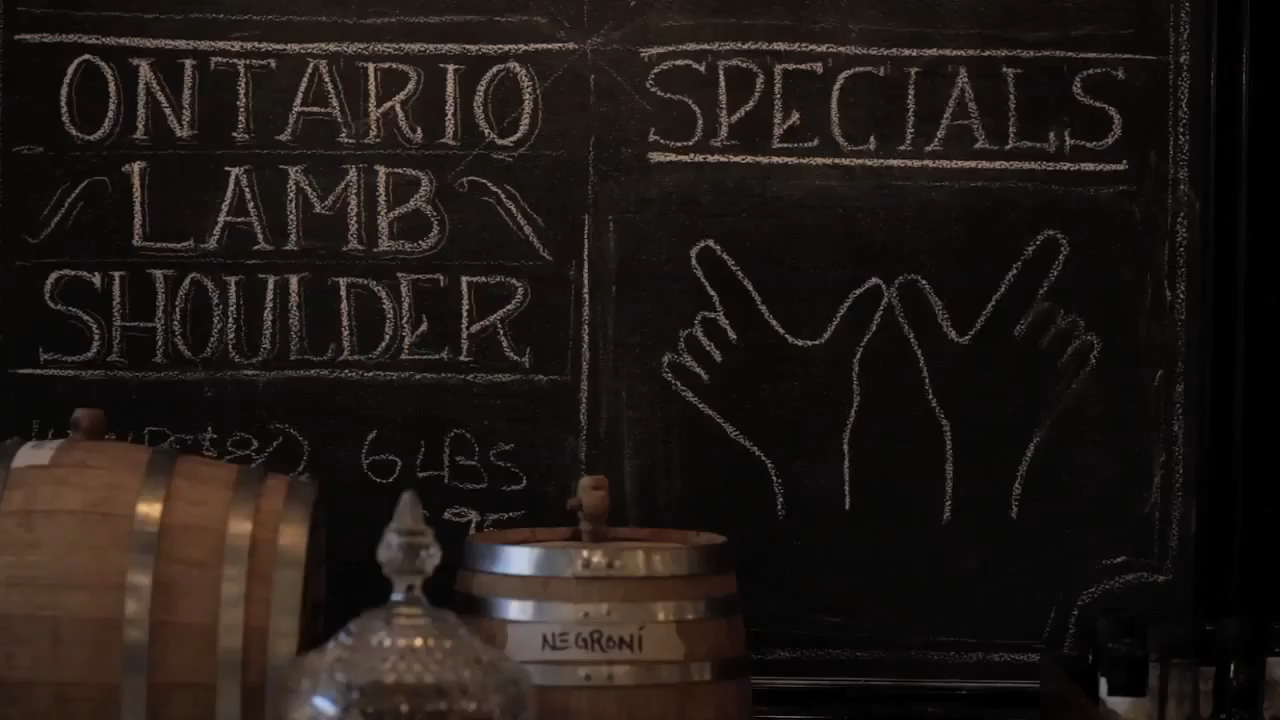 ONTARIO
LAMB
SHOULDER
6 LBS
SPECIALS
NEGRONI